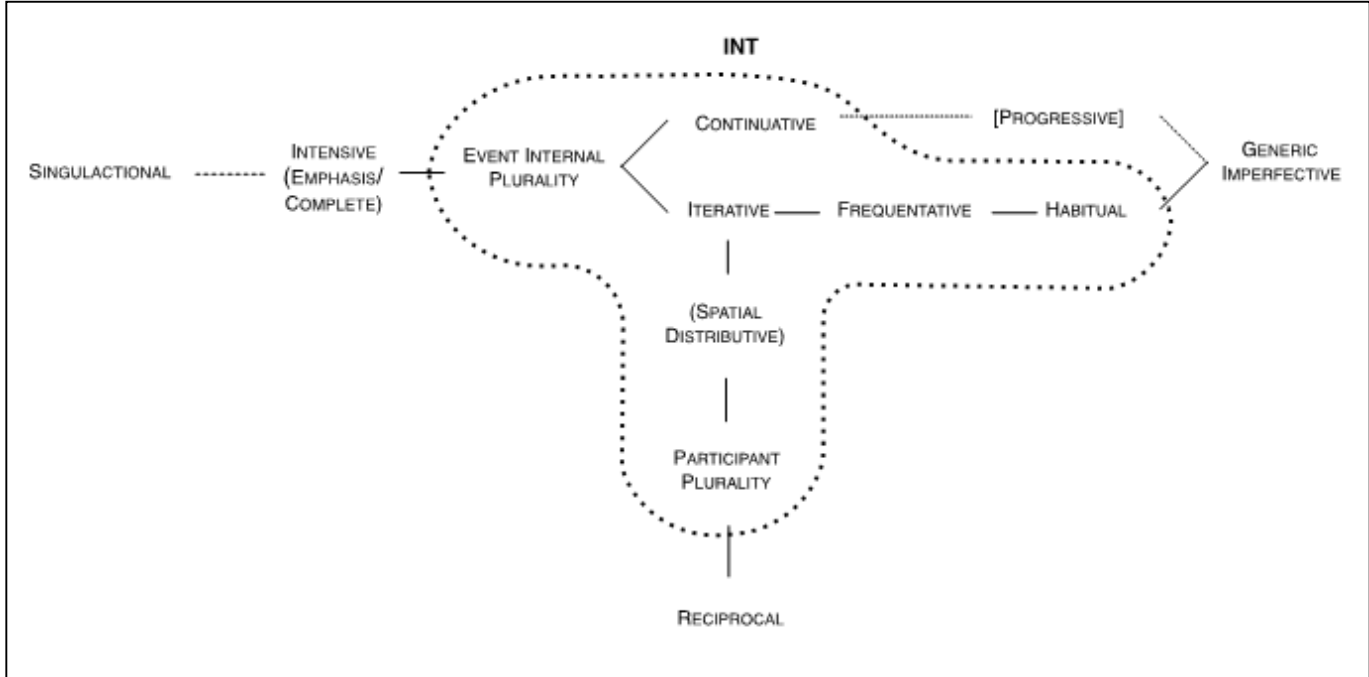 INT
CONTINUATIVE
[PROGRESSIVE]
SINGULACTIONAL
INTENSIVE
(EMPHASIS/
COMPLETE)
EVENT INTERNAL
PLURALITY
GENERIC
IMPERFECTIVE
ITERATIVE
FREQUENTATIVE
HABITUAL
(SPATIAL
DISTRIBUTIVE)
PARTICIPANT
PLURALITY
RECIPROCAL